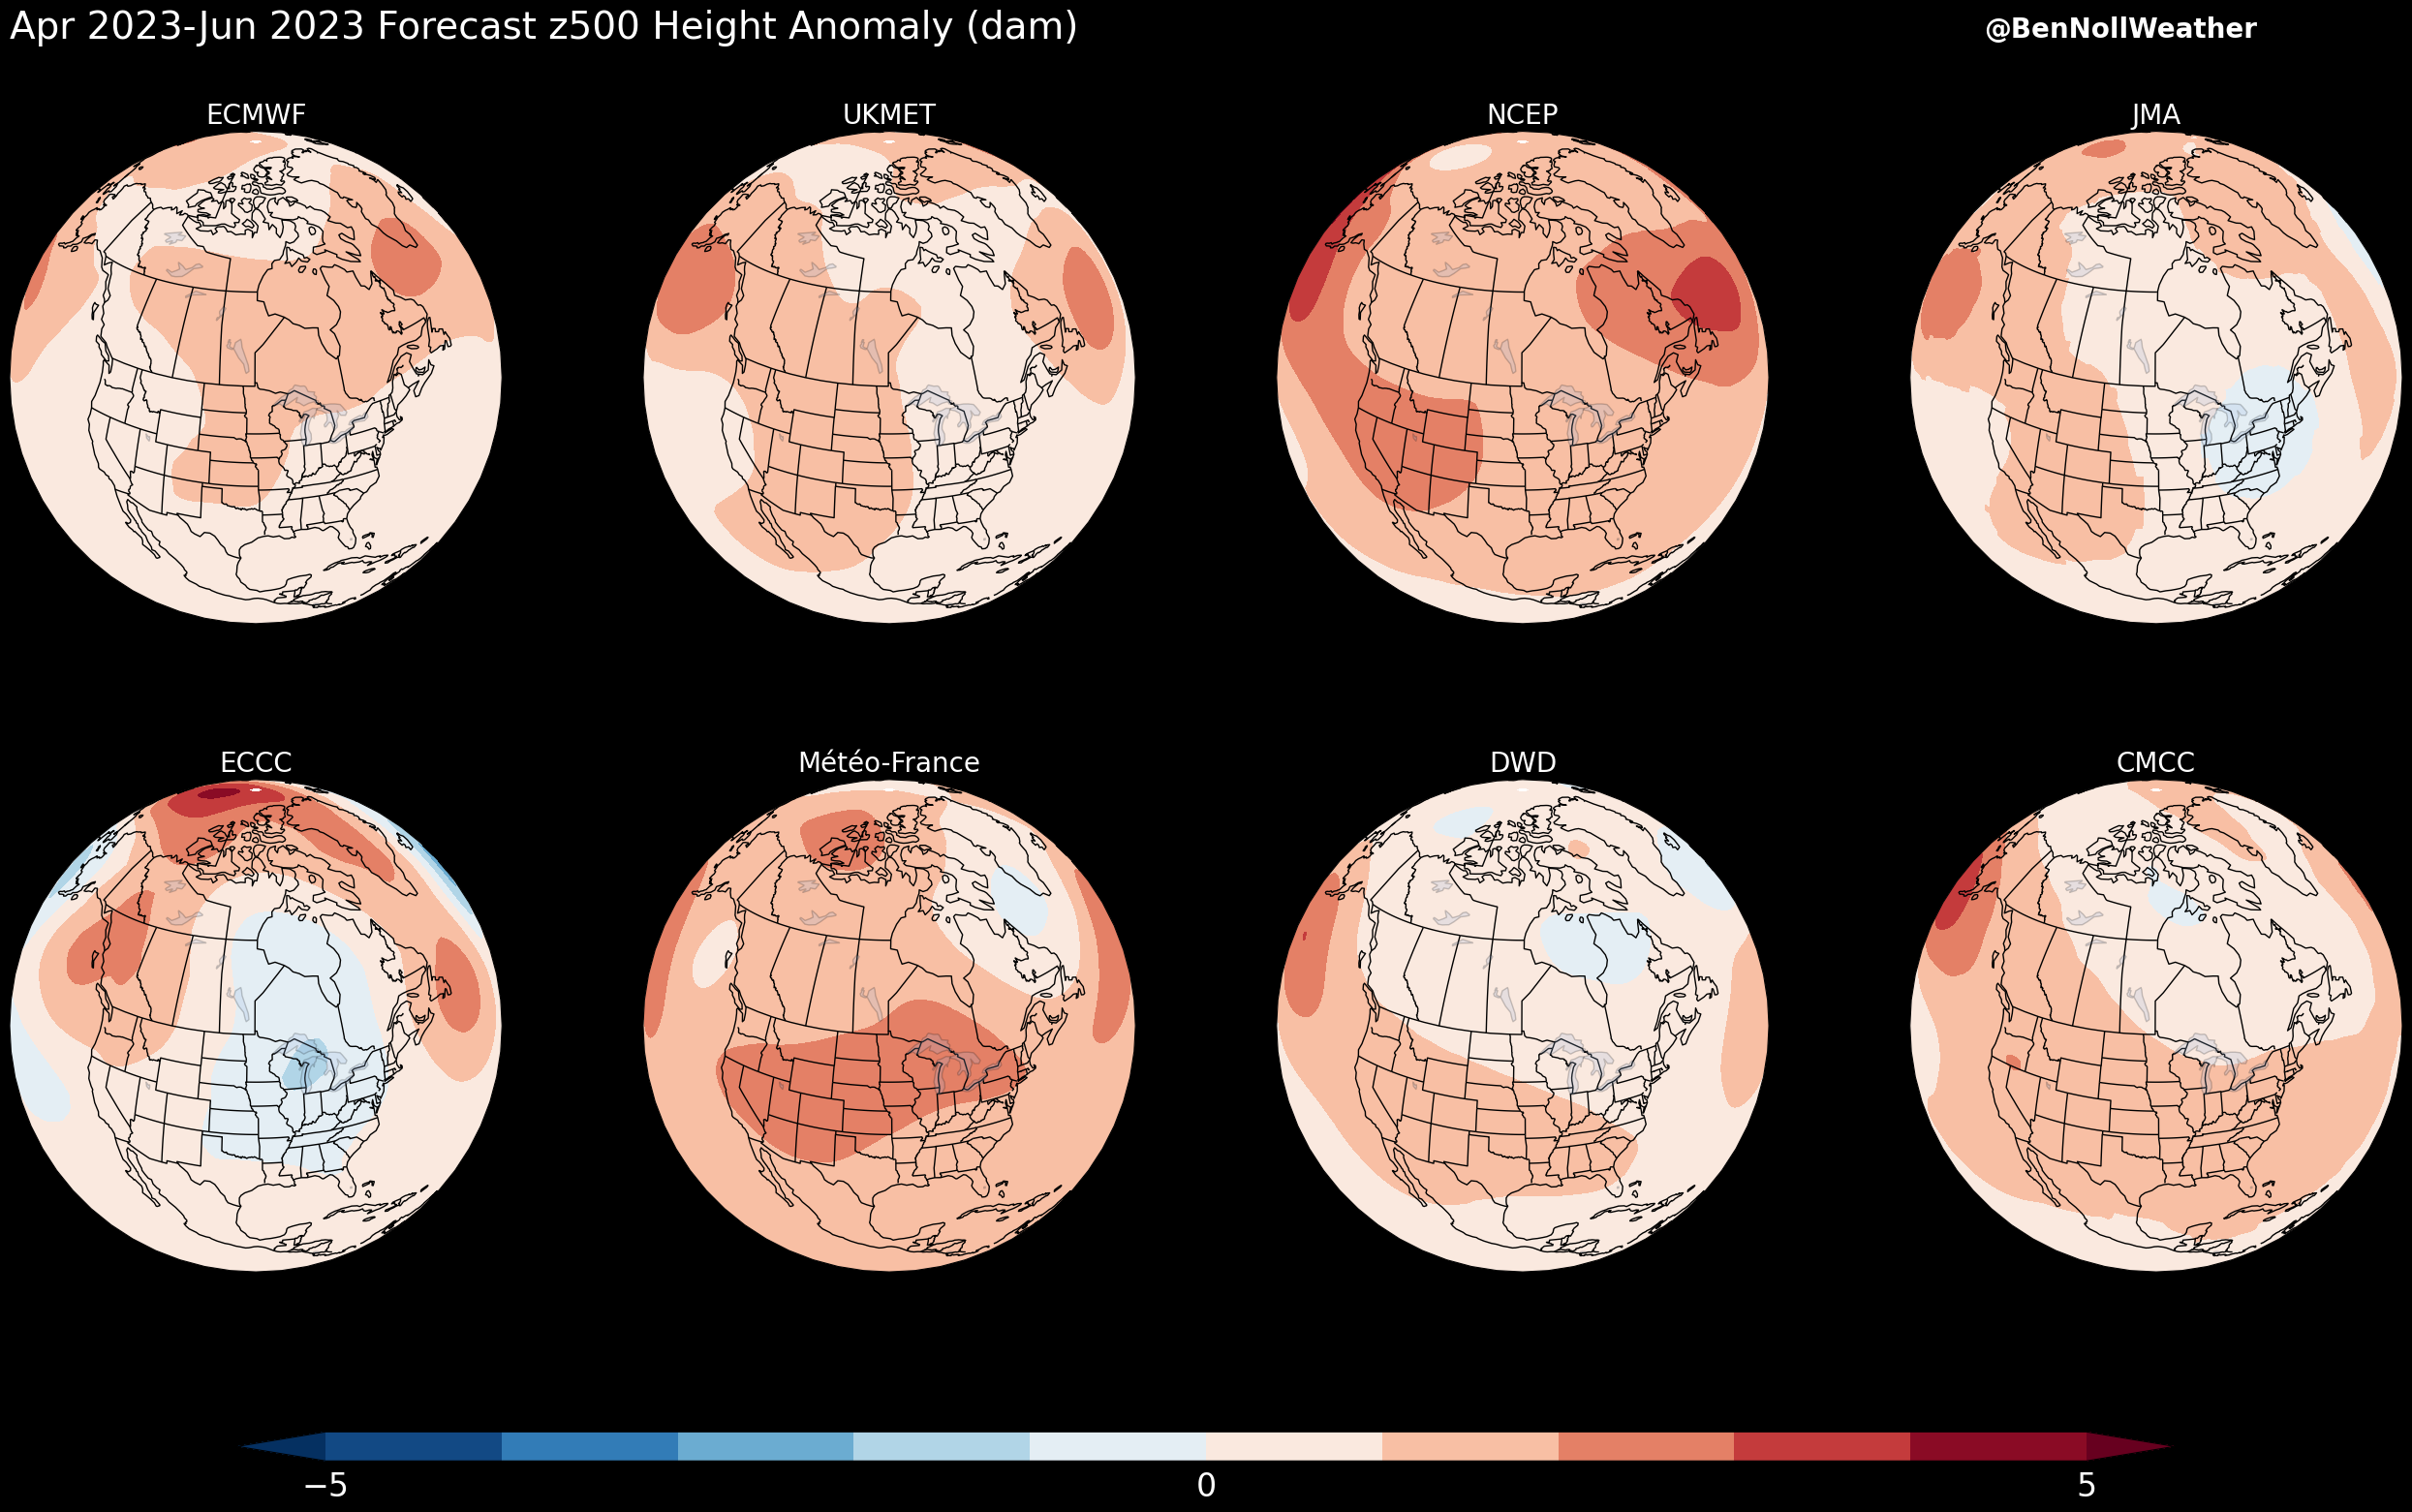 Apr 2023-Jun 2023 Forecast z500 Height Anomaly (dam)
@BenNollWeather
ECMWF
UKMET
NCEP
JMA
ECCC
Météo-France
DWD
CMCC
−5
0
5